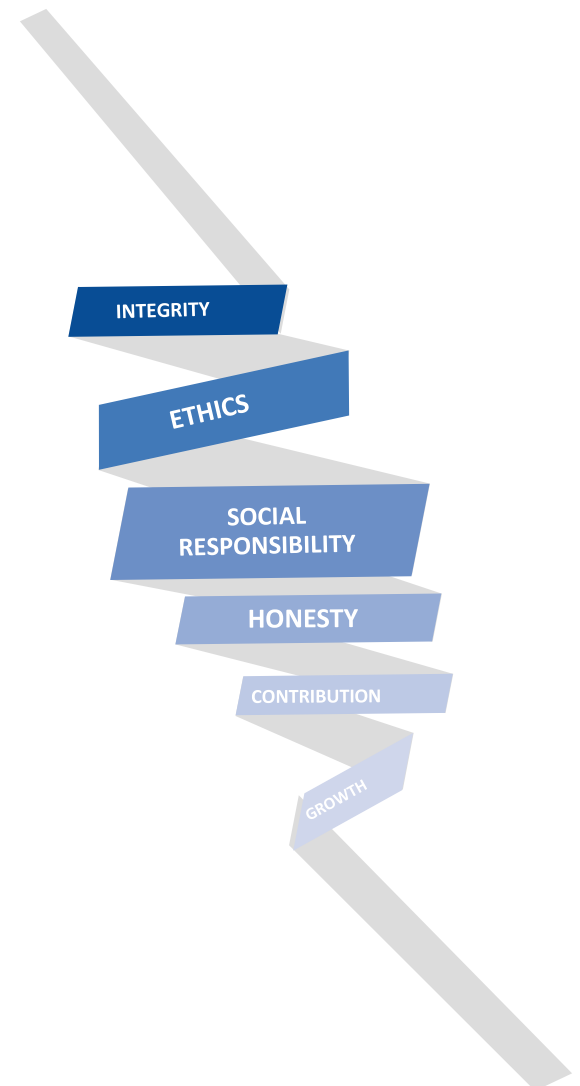 INTEGRITY
ETHICS
SOCIAL
RESPONSIBILITY
HONESTY
CONTRIBUTION
GROWTH